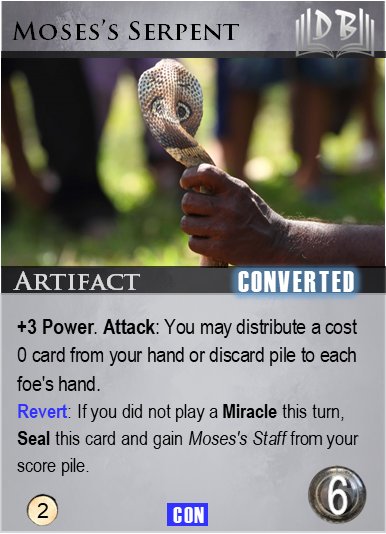 MOSES'S SERPENT
DB
ARTIFACT
CONVERTED
+3 Power. Attack: You may distribute a cost
0 card from your hand or discard pile to each
foe's hand.
Revert: If you did not play a Miracle this turn,
Seal this card and gain Moses's Staff from your
score pile.
2
CON
6